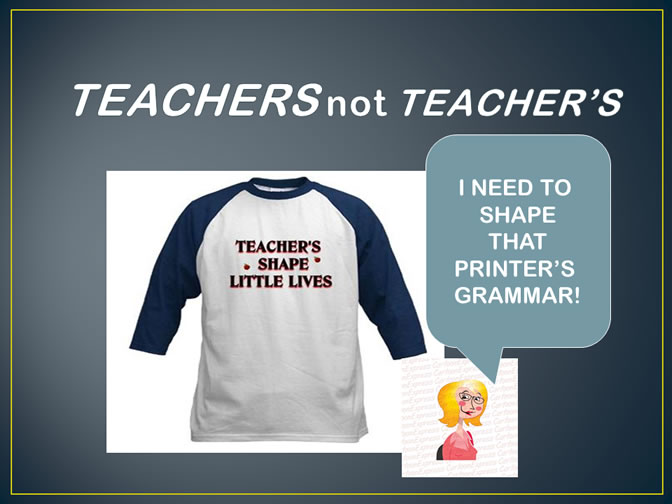 TEACHERS not TEACHER'S
TEACHER'S
SHAPE
LITTLE LIVES
I NEED TO
SHAPE
THAT
PRINTER'S
GRAMMAR!